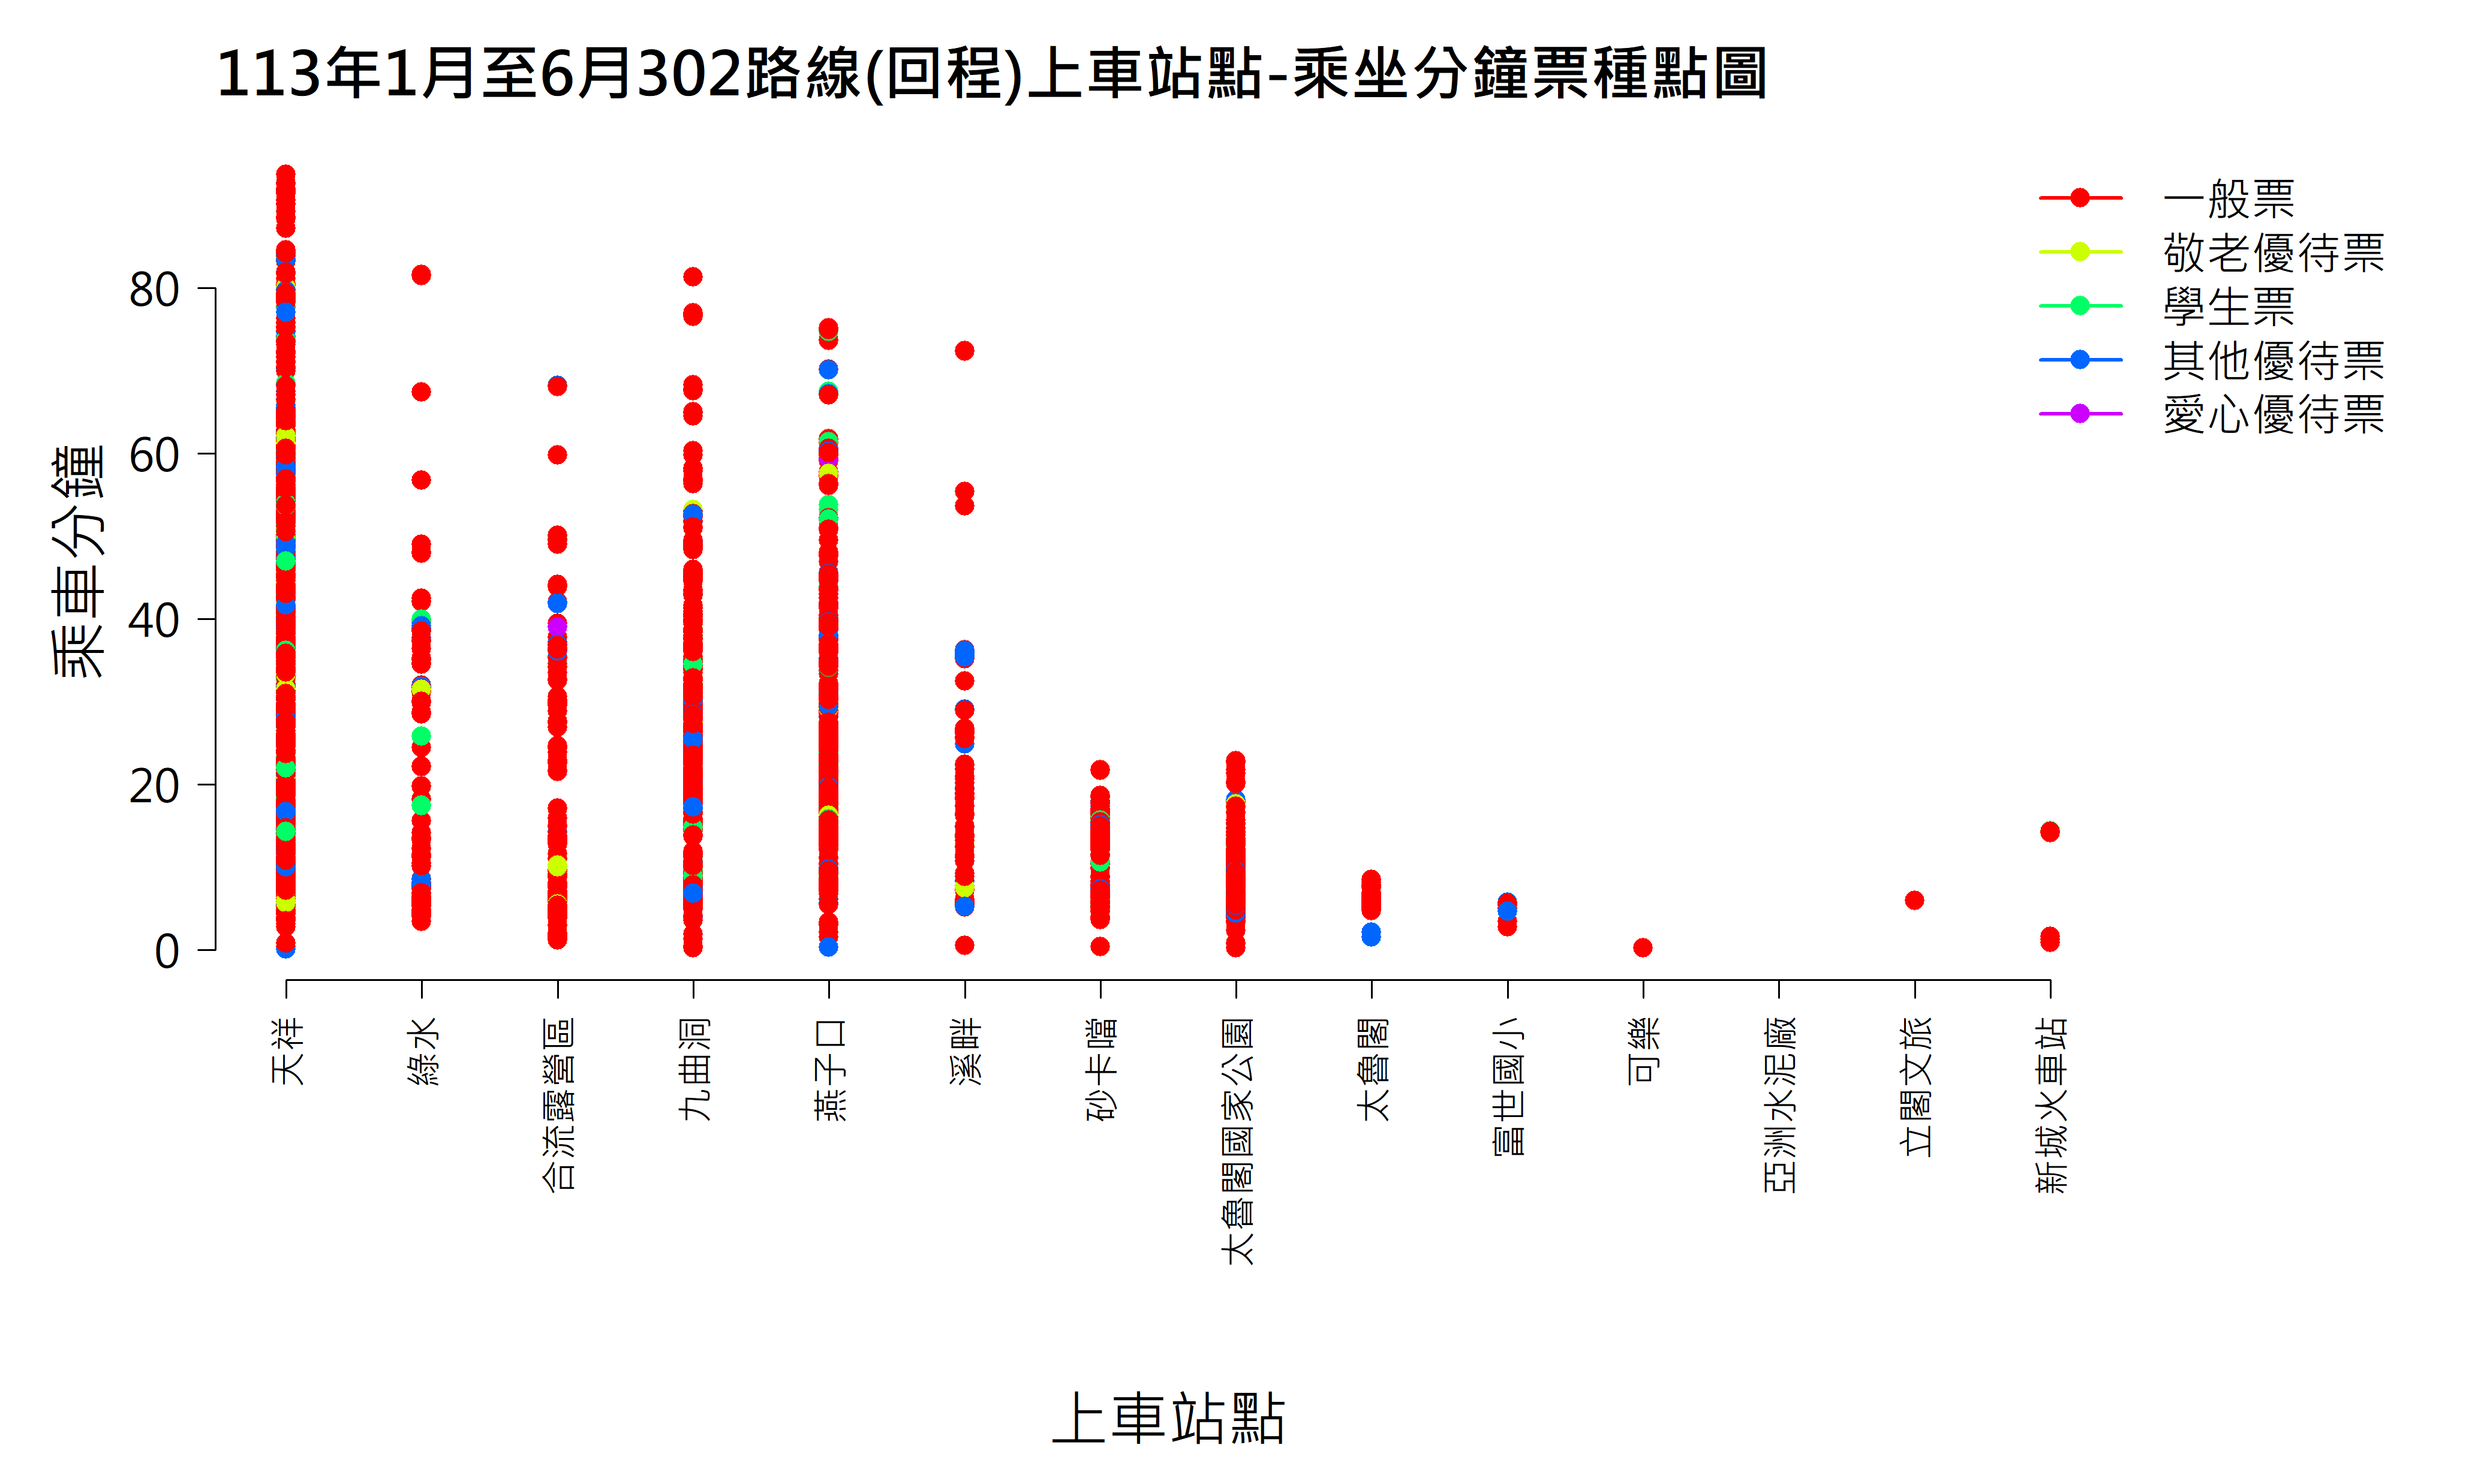 113年1月至6月302路線(回程)上車站點-乘坐分鐘票種點圖
一般票
敬老優待票
學生票
其他優待票
愛心優待票
乘車分鐘
80
60
40
20
0
天祥
綠水
合流露營區
九曲洞
燕子口
溪畔
砂卡噹
太魯閣國家公園
太魯閣
富世國小
可樂
亞洲水泥廠
立閣文旅
新城火車站
上車站點